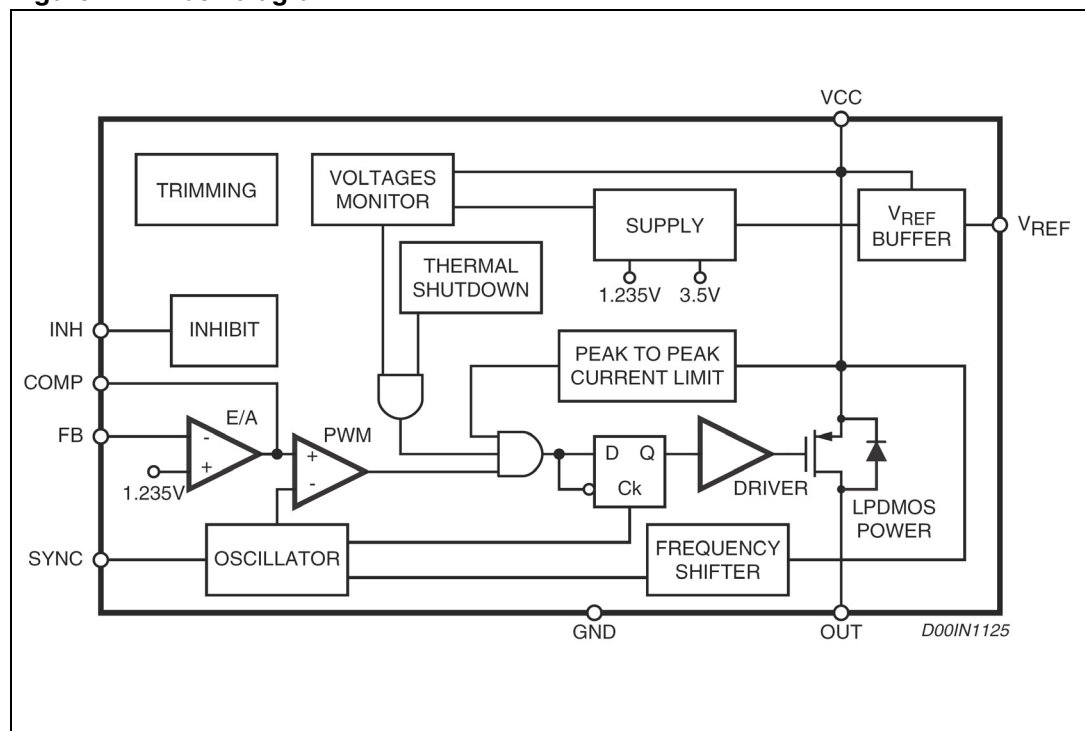 VCC
TRIMMING
VOLTAGES
MONITOR
SUPPLY
VREF
BUFFER
VREF
THERMAL
SHUTDOWN
1.235V
3.5V
INH
INHIBIT
PEAK TO PEAK
CURRENT LIMIT
COMP
E/A
FB
-
+
1.235V
PWM
+
-
D Q
Ck
DRIVER
LPDMOS
POWER
SYNC
OSCILLATOR
FREQUENCY
SHIFTER
GND
OUT
D00IN1125